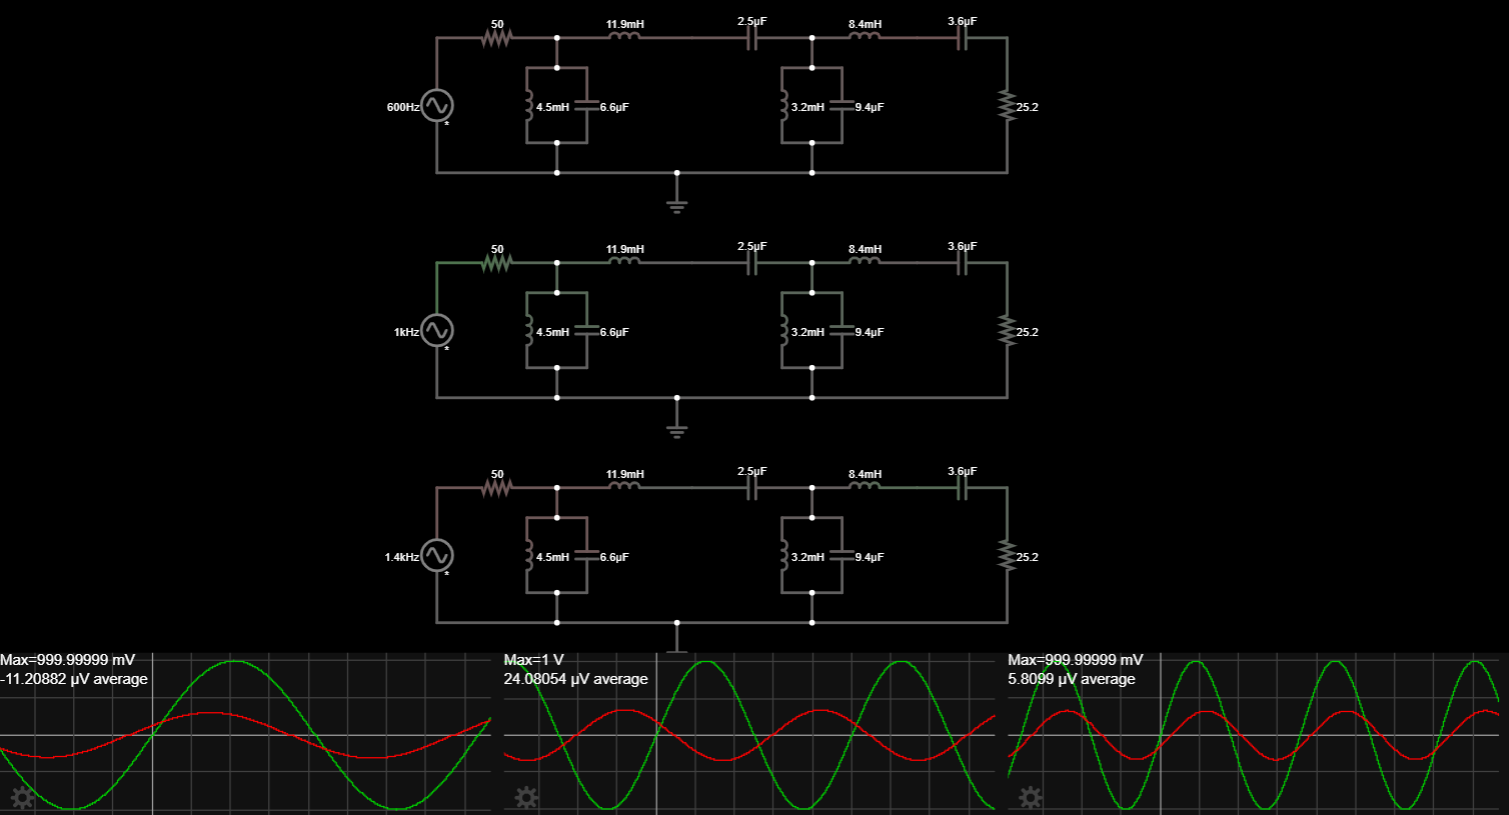 50 11.9mH 2.5µF 8.4mH 3.6µF
600Hz 4.5mH 6.6µF 3.2mH 9.4µF 25.2
*
50 11.9mH 2.5µF 8.4mH 3.6µF
1kHz 4.5mH 6.6µF 3.2mH 9.4µF 25.2
*
50 11.9mH 2.5µF 8.4mH 3.6µF
1.4kHz 4.5mH 6.6µF 3.2mH 9.4µF 25.2
*
Max=999.99999 mV
-11.20882 µV average
Max=1 V
24.08054 µV average
Max=999.99999 mV
5.8099 µV average